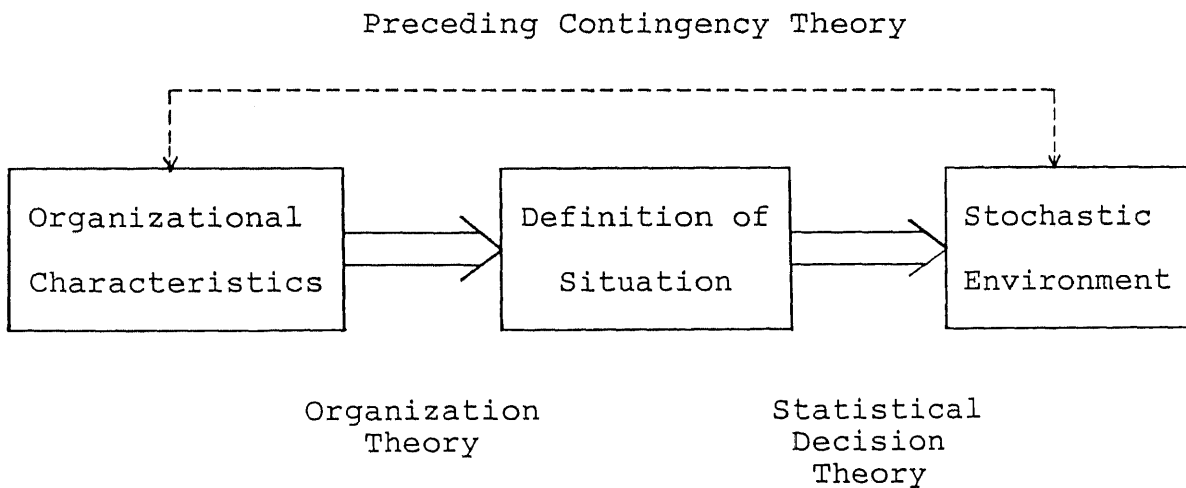 Preceding Contingency Theory
Organizational
Characteristics
Definition of
Situation
Stochastic
Environment
Organization
Theory
Statistical
Decision
Theory